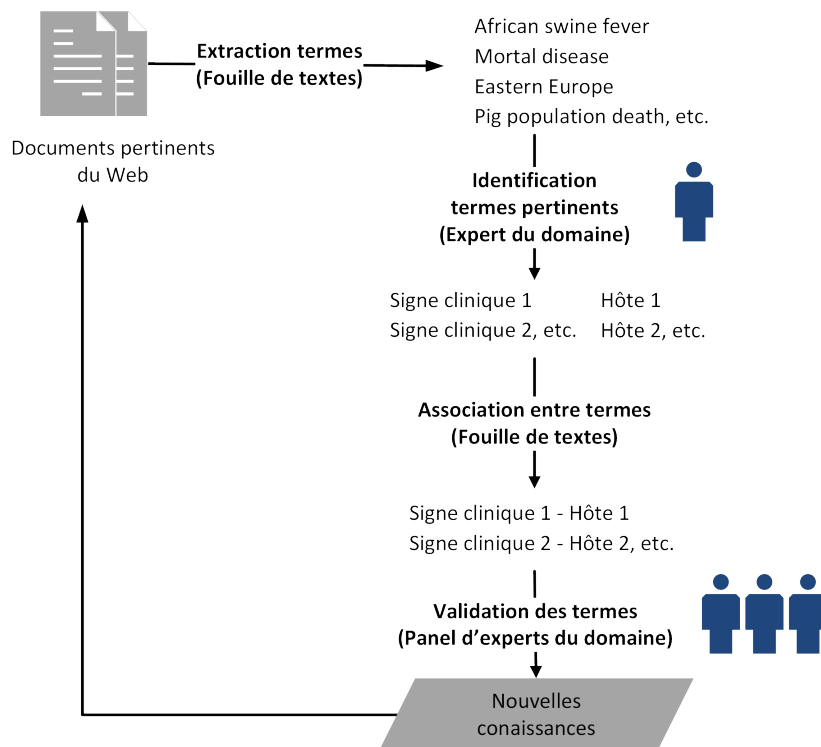 Documents pertinents
du Web
Extraction termes
(Fouille de textes)
African swine fever
Mortal disease
Eastern Europe
Pig population death, etc.
Identification
termes pertinents
(Expert du domaine)
Signe clinique 1
Hôte 1
Signe clinique 2, etc.
Hôte 2, etc.
Association entre termes
(Fouille de textes)
Signe clinique 1 - Hôte 1
Signe clinique 2 - Hôte 2, etc.
Validation des termes
(Panel d’experts du domaine)
Nouvelles
conaissances